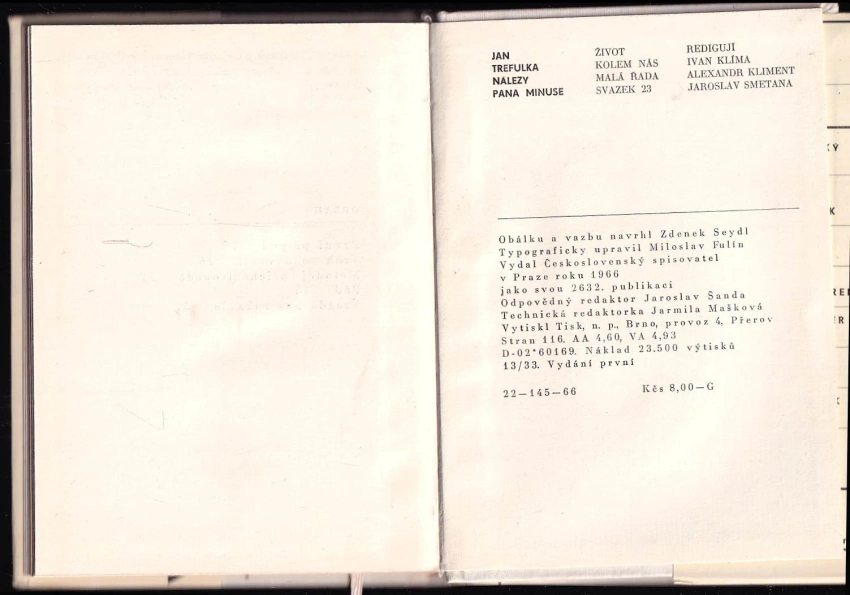 JAN
TREFULKA
NÁLEZY
PANA MINUSE
ŽIVOT
KOLEM NÁS
MALÁ ŘADA
SVAZEK 23
REDIGUJÍ
IVAN KLÍMA
ALEXANDR KLIMENT
JAROSLAV SMETANA
Obálku a vazbu navrhl Zdenek Seydl
Typograficky upravil Miloslav Fulín
Vydal Československý spisovatel
v Praze roku 1966
jako svou 2632. publikaci
Odpovědný redaktor Jaroslav Šanda
Technická redaktorka Jarmila Mašková
Vytiskl Tisk, n. p., Brno, provoz 4, Přerov
Stran 116. AA 4,60, VA 4,93
D-02*60169. Náklad 23.500 výtisků
13/33. Vydání první
22—145—66 Kčs 8,00—G